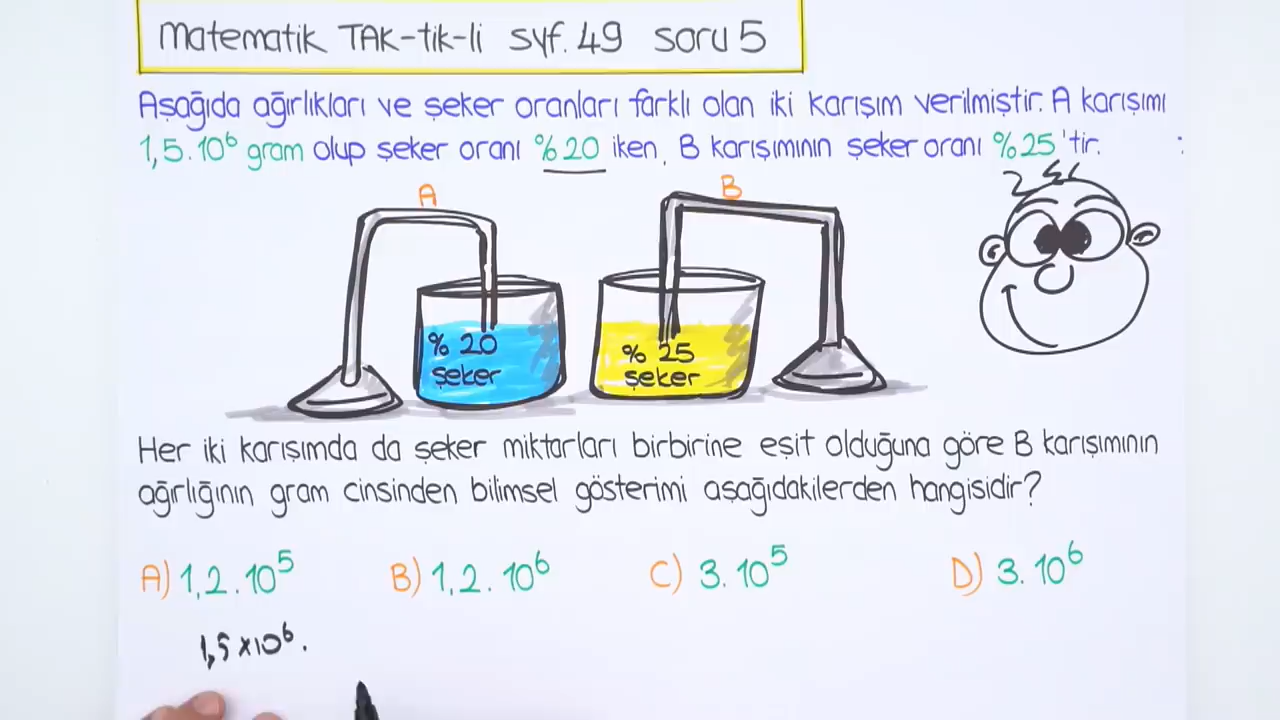 Matematik TAK-tik-li syf. 49 soru 5
Aşağıda ağırlıkları ve şeker oranları farklı olan iki karışım verilmiştir. A karışımı
1,5.10⁶ gram olup şeker oranı %20 iken, B karışımının şeker oranı %25'tir.
A
B
% 20
şeker
% 25
şeker
Her iki karışımda da şeker miktarları birbirine eşit olduğuna göre B karışımının
ağırlığının gram cinsinden bilimsel gösterimi aşağıdakilerden hangisidir?
A) 1,2.10⁵ B) 1,2.10⁶ C) 3.10⁵ D) 3.10⁶
1,5x10⁶.